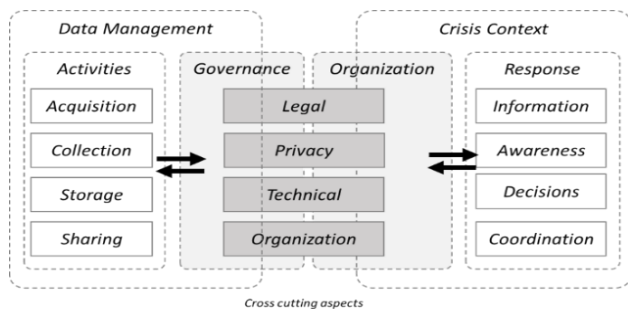 Data Management
Crisis Context
Activities
Governance
Organization
Response
Acquisition
Legal
Information
Collection
Privacy
Awareness
Storage
Technical
Decisions
Sharing
Organization
Coordination
Cross cutting aspects